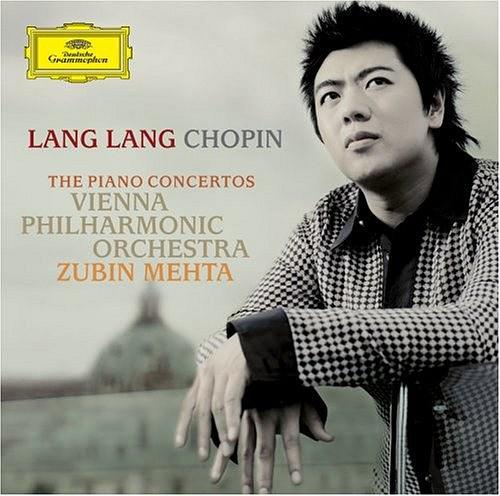 Deutsche
Grammophon
LANG LANG CHOPIN
THE PIANO CONCERTOS
VIENNA
PHILHARMONIC
ORCHESTRA
ZUBIN MEHTA